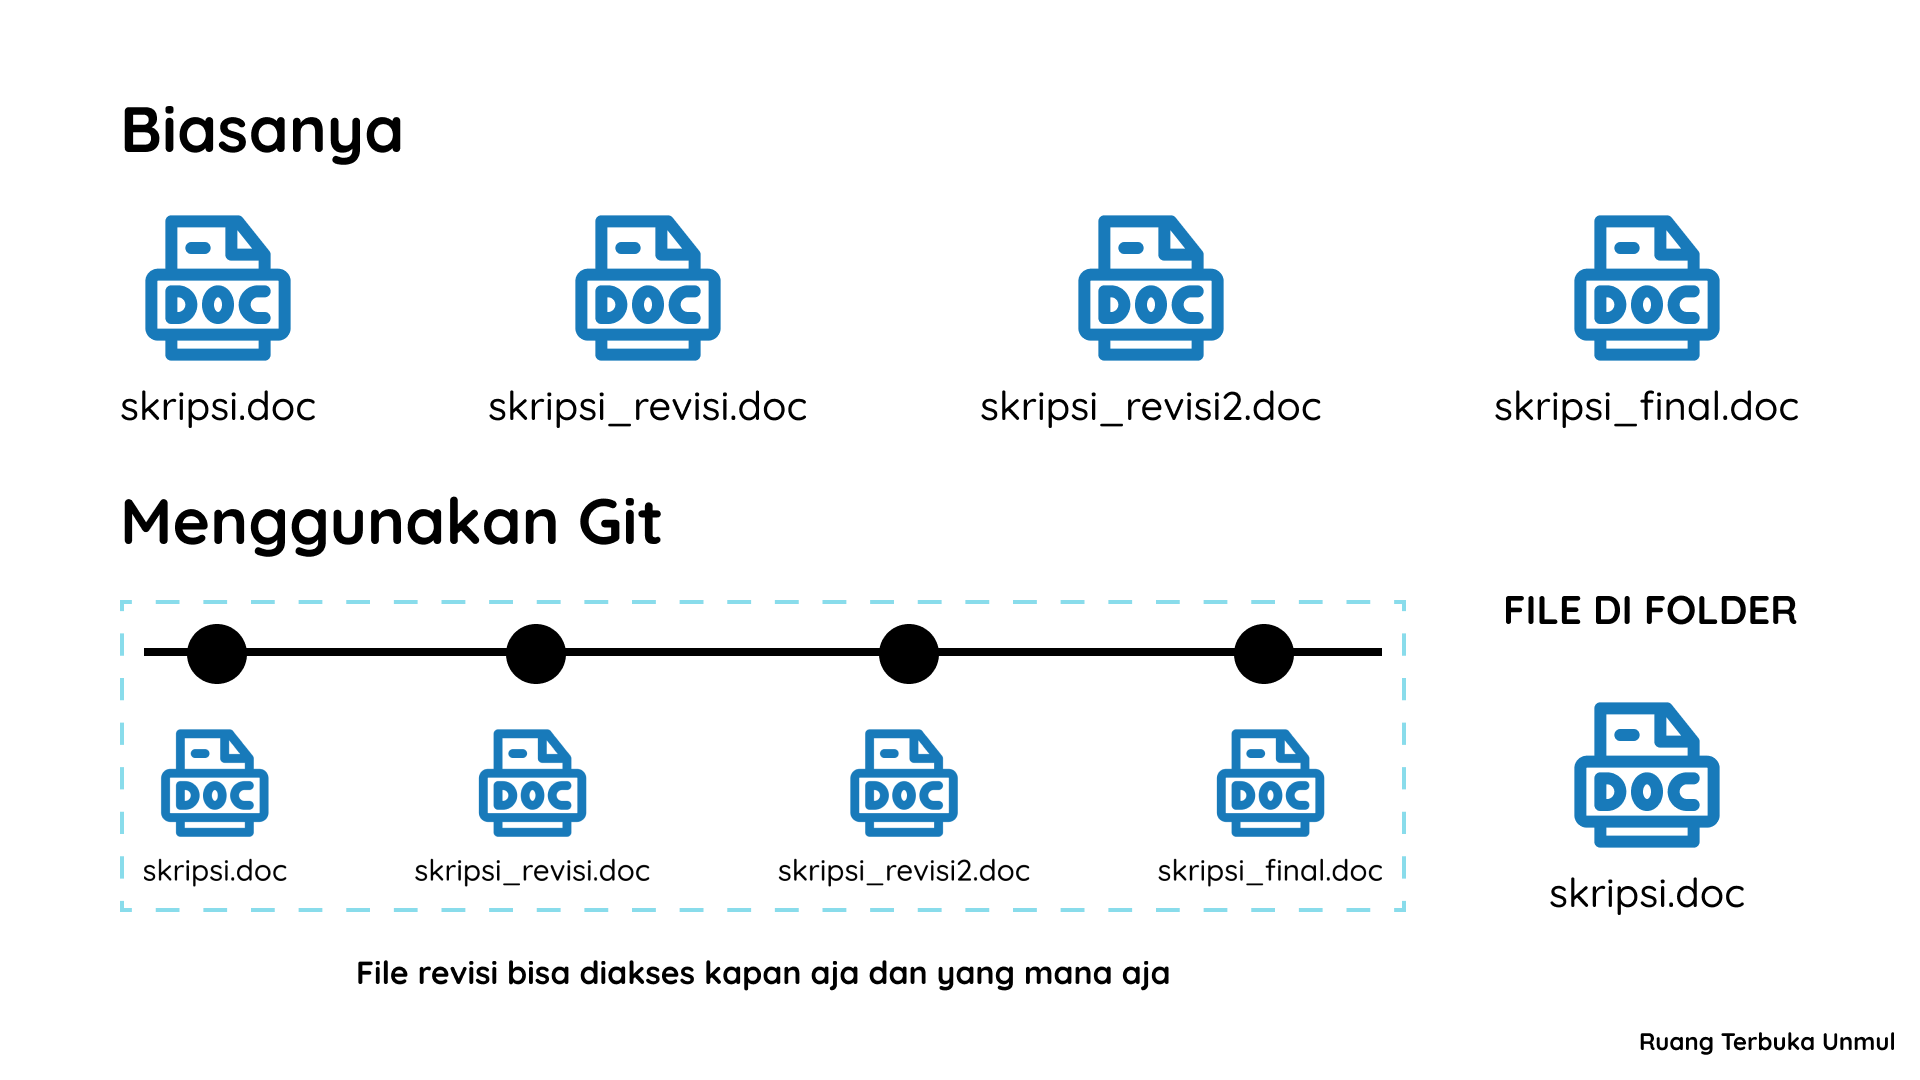 Biasanya
DOC
DOC
DOC
DOC
skripsi.doc
skripsi_revisi.doc
skripsi_revisi2.doc
skripsi_final.doc
Menggunakan Git
FILE DI FOLDER
DOC
DOC
DOC
DOC
DOC
skripsi.doc
skripsi_revisi.doc
skripsi_revisi2.doc
skripsi_final.doc
skripsi.doc
File revisi bisa diakses kapan aja dan yang mana aja
Ruang Terbuka Unmul